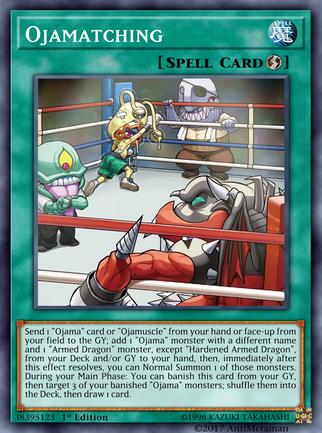 Ojamatching
[Spell Card]
Send 1 "Ojama" card or "Ojamuscle" from your hand or face-up from
your field to the GY; add 1 "Ojama" monster with a different name
and 1 "Armed Dragon" monster, except "Hardened Armed Dragon",
from your Deck and/or GY to your hand, then, immediately after
this effect resolves, you can Normal Summon 1 of those monsters.
During your Main Phase: You can banish this card from your GY,
then target 3 of your banished "Ojama" monsters; shuffle them into
the Deck, then draw 1 card.
38395123 1st Edition ©1996 KAZUKI TAKAHASHI
©2017 AntiMetaman